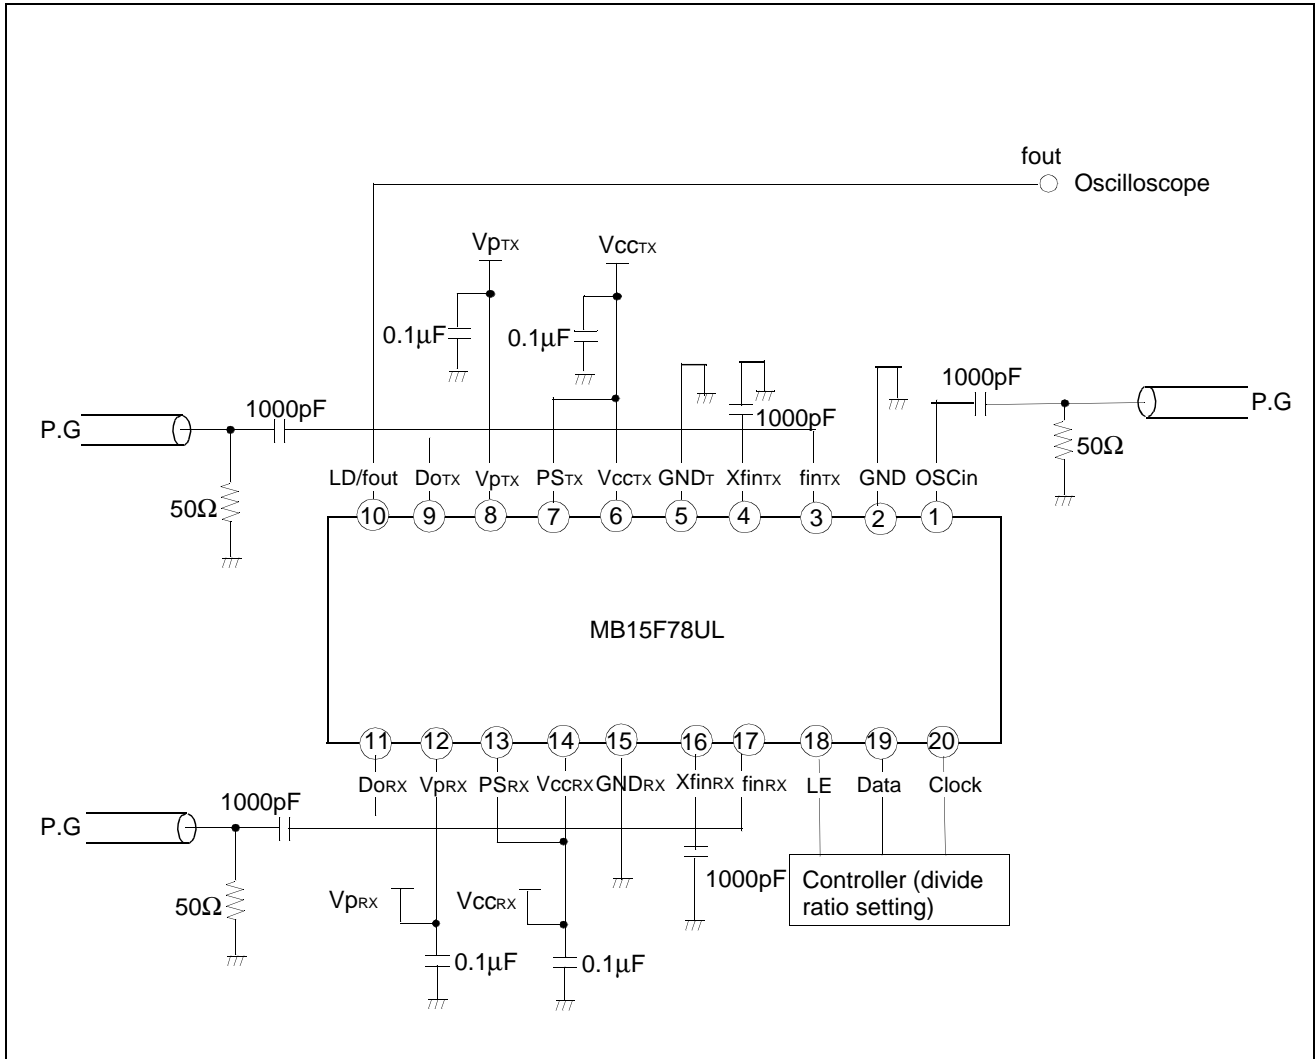 fout
Oscilloscope
VpTX
VccTX
0.1µF
0.1µF
1000pF
P.G
1000pF
P.G
1000pF
50Ω
50Ω
LD/fout
DoTX
VpTX
PSTX
VccTX
GNDT
XfinTX
finTX
GND
OSCin
10
9
8
7
6
5
4
3
2
1
MB15F78UL
11
12
13
14
15
16
17
18
19
20
DoRX
VpRX
PSRX
VccRX
GNDRX
XfinRX
finRX
LE
Data
Clock
1000pF
P.G
50Ω
VpRX
VccRX
1000pF
Controller (divide
ratio setting)
0.1µF
0.1µF